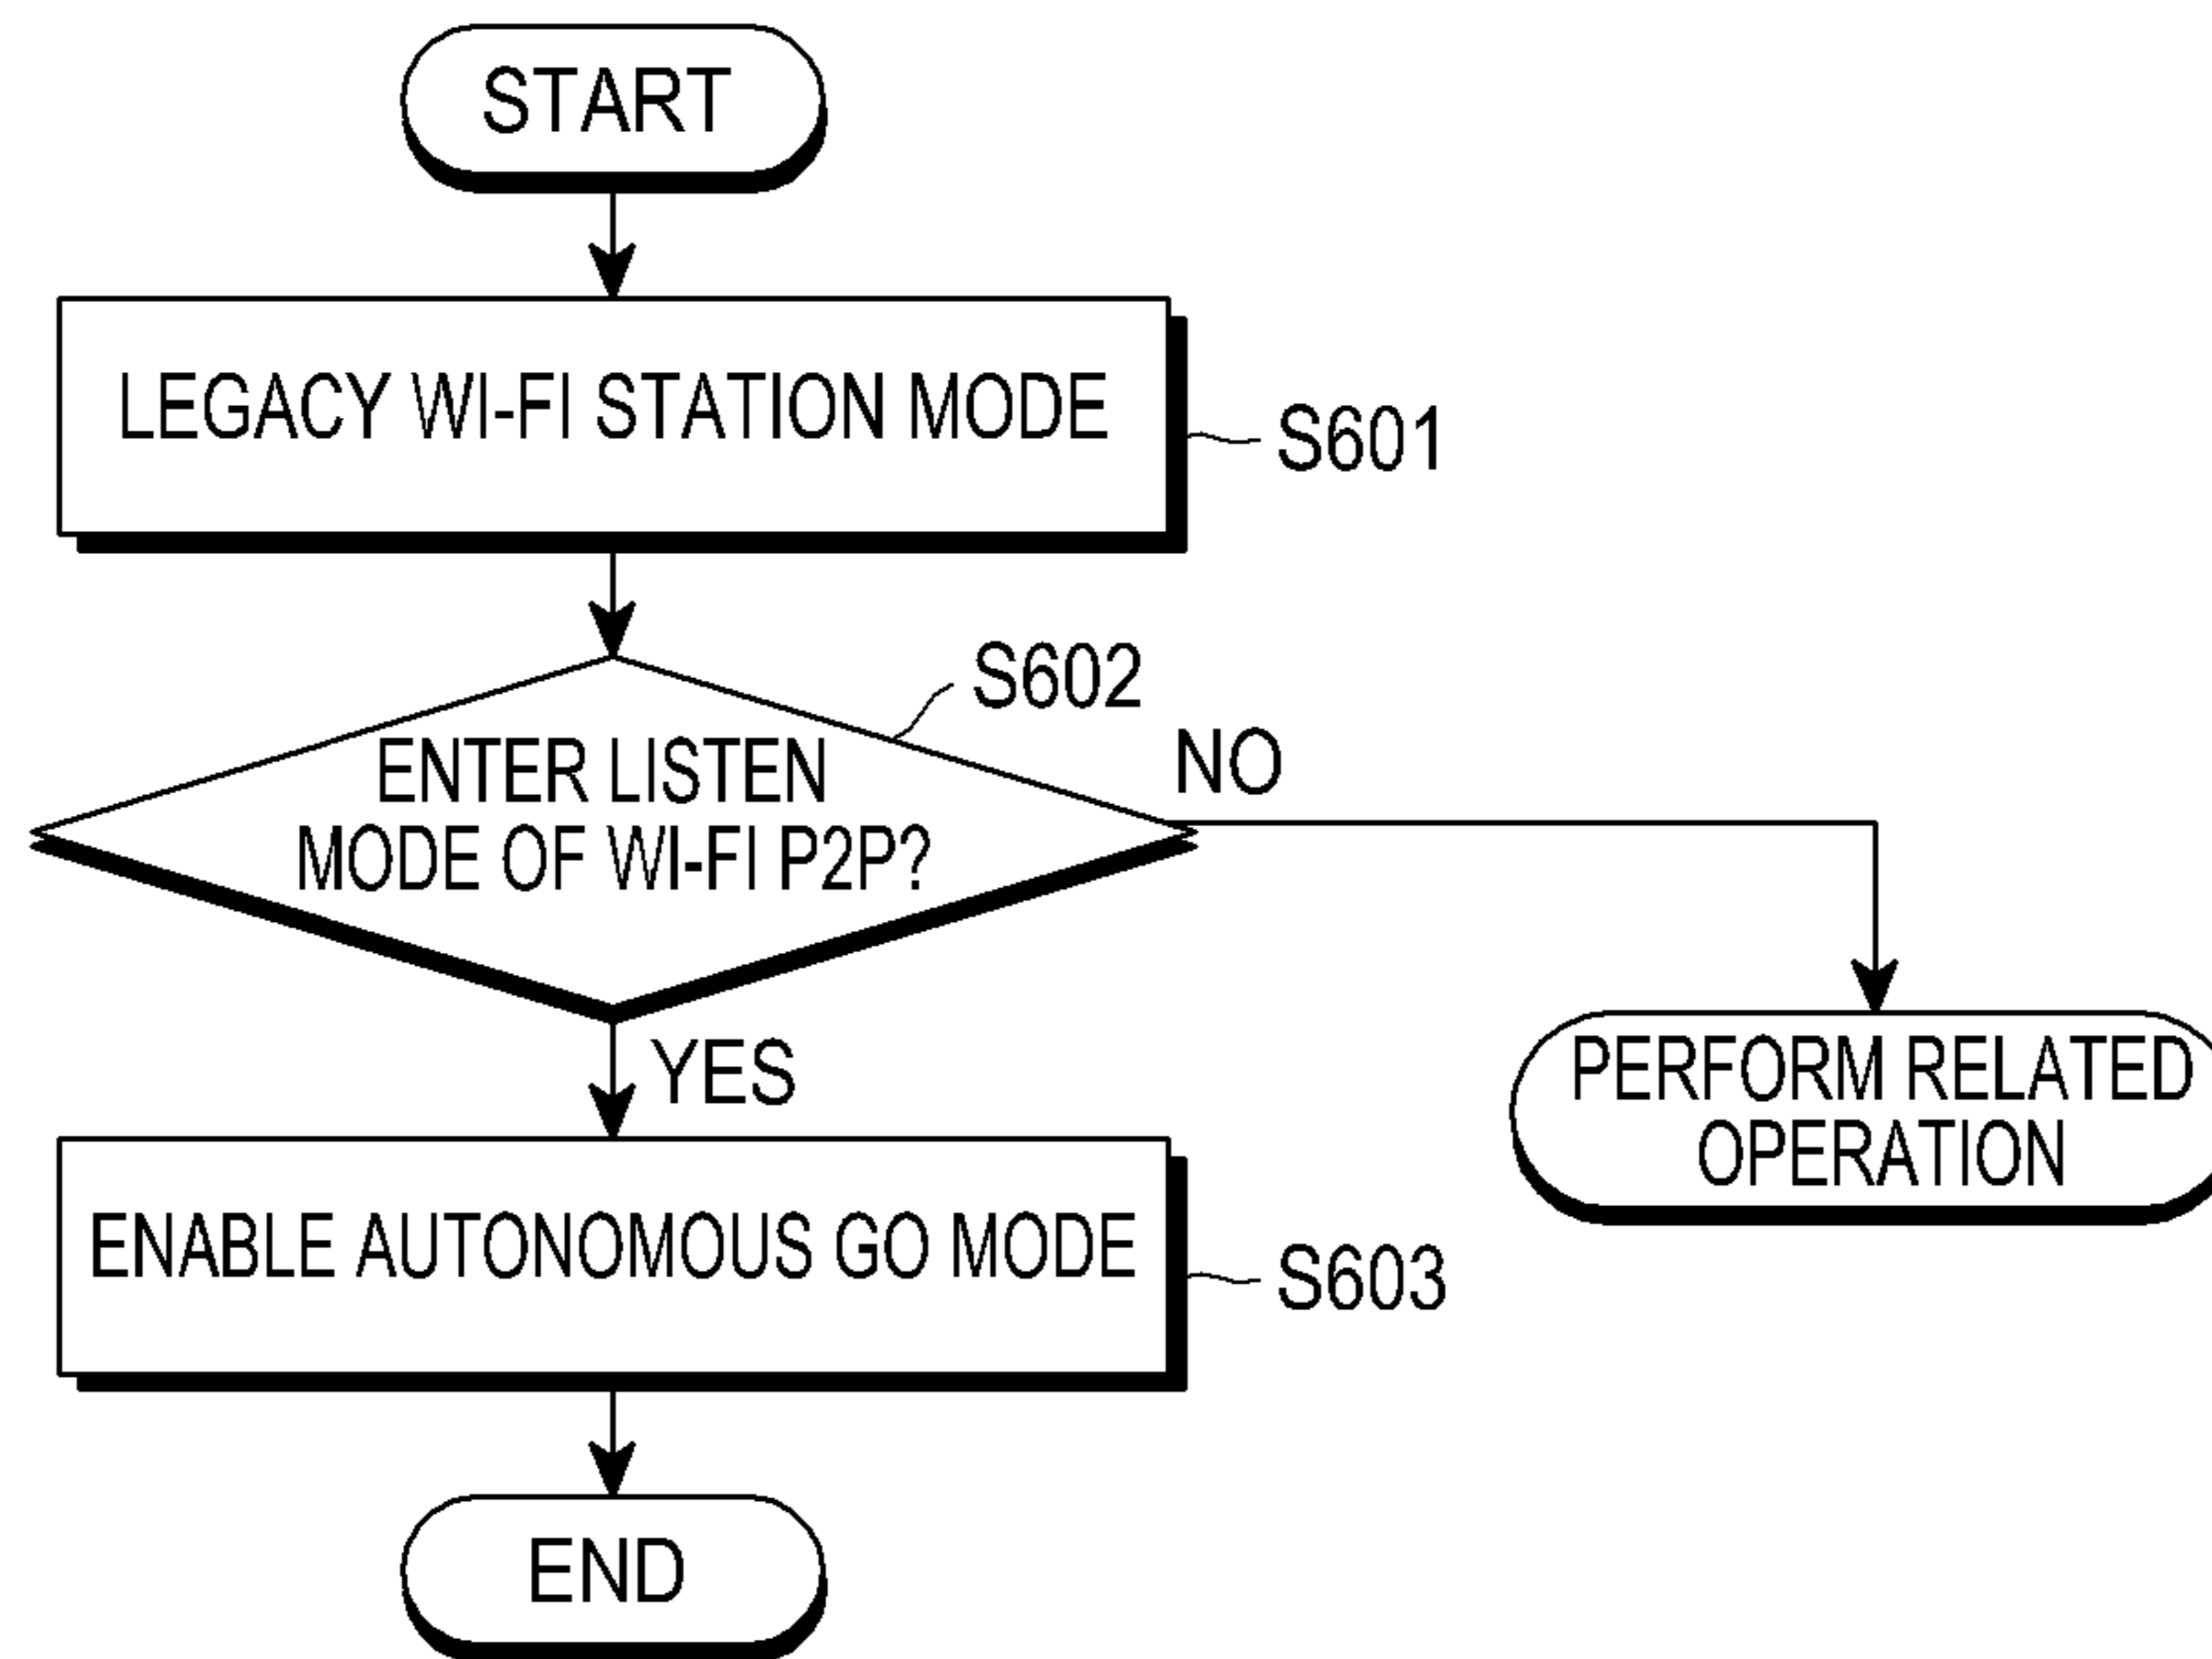 START
LEGACY WI-FI STATION MODE
S601
S602
ENTER LISTEN
MODE OF WI-FI P2P?
NO
YES
PERFORM RELATED
OPERATION
ENABLE AUTONOMOUS GO MODE
S603
END